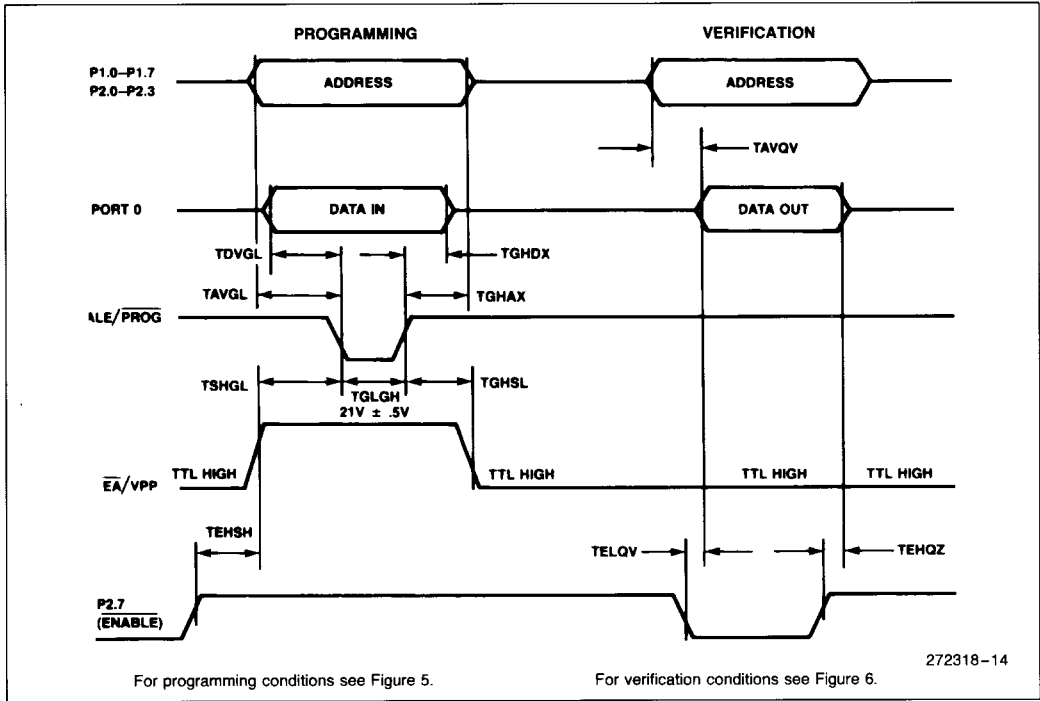 PROGRAMMING VERIFICATION
P1.0–P1.7
P2.0–P2.3
ADDRESS ADDRESS
TAVQV
PORT 0 DATA IN DATA OUT
TDVGL TGHDX
TAVGL TGHAX
ALE/PROG
TSHGL TGLGH TGHSL
21V ± .5V
EA/VPP TTL HIGH TTL HIGH TTL HIGH TTL HIGH
TEHSH TELQV TEHQZ
P2.7
(ENABLE)
272318–14
For programming conditions see Figure 5. For verification conditions see Figure 6.